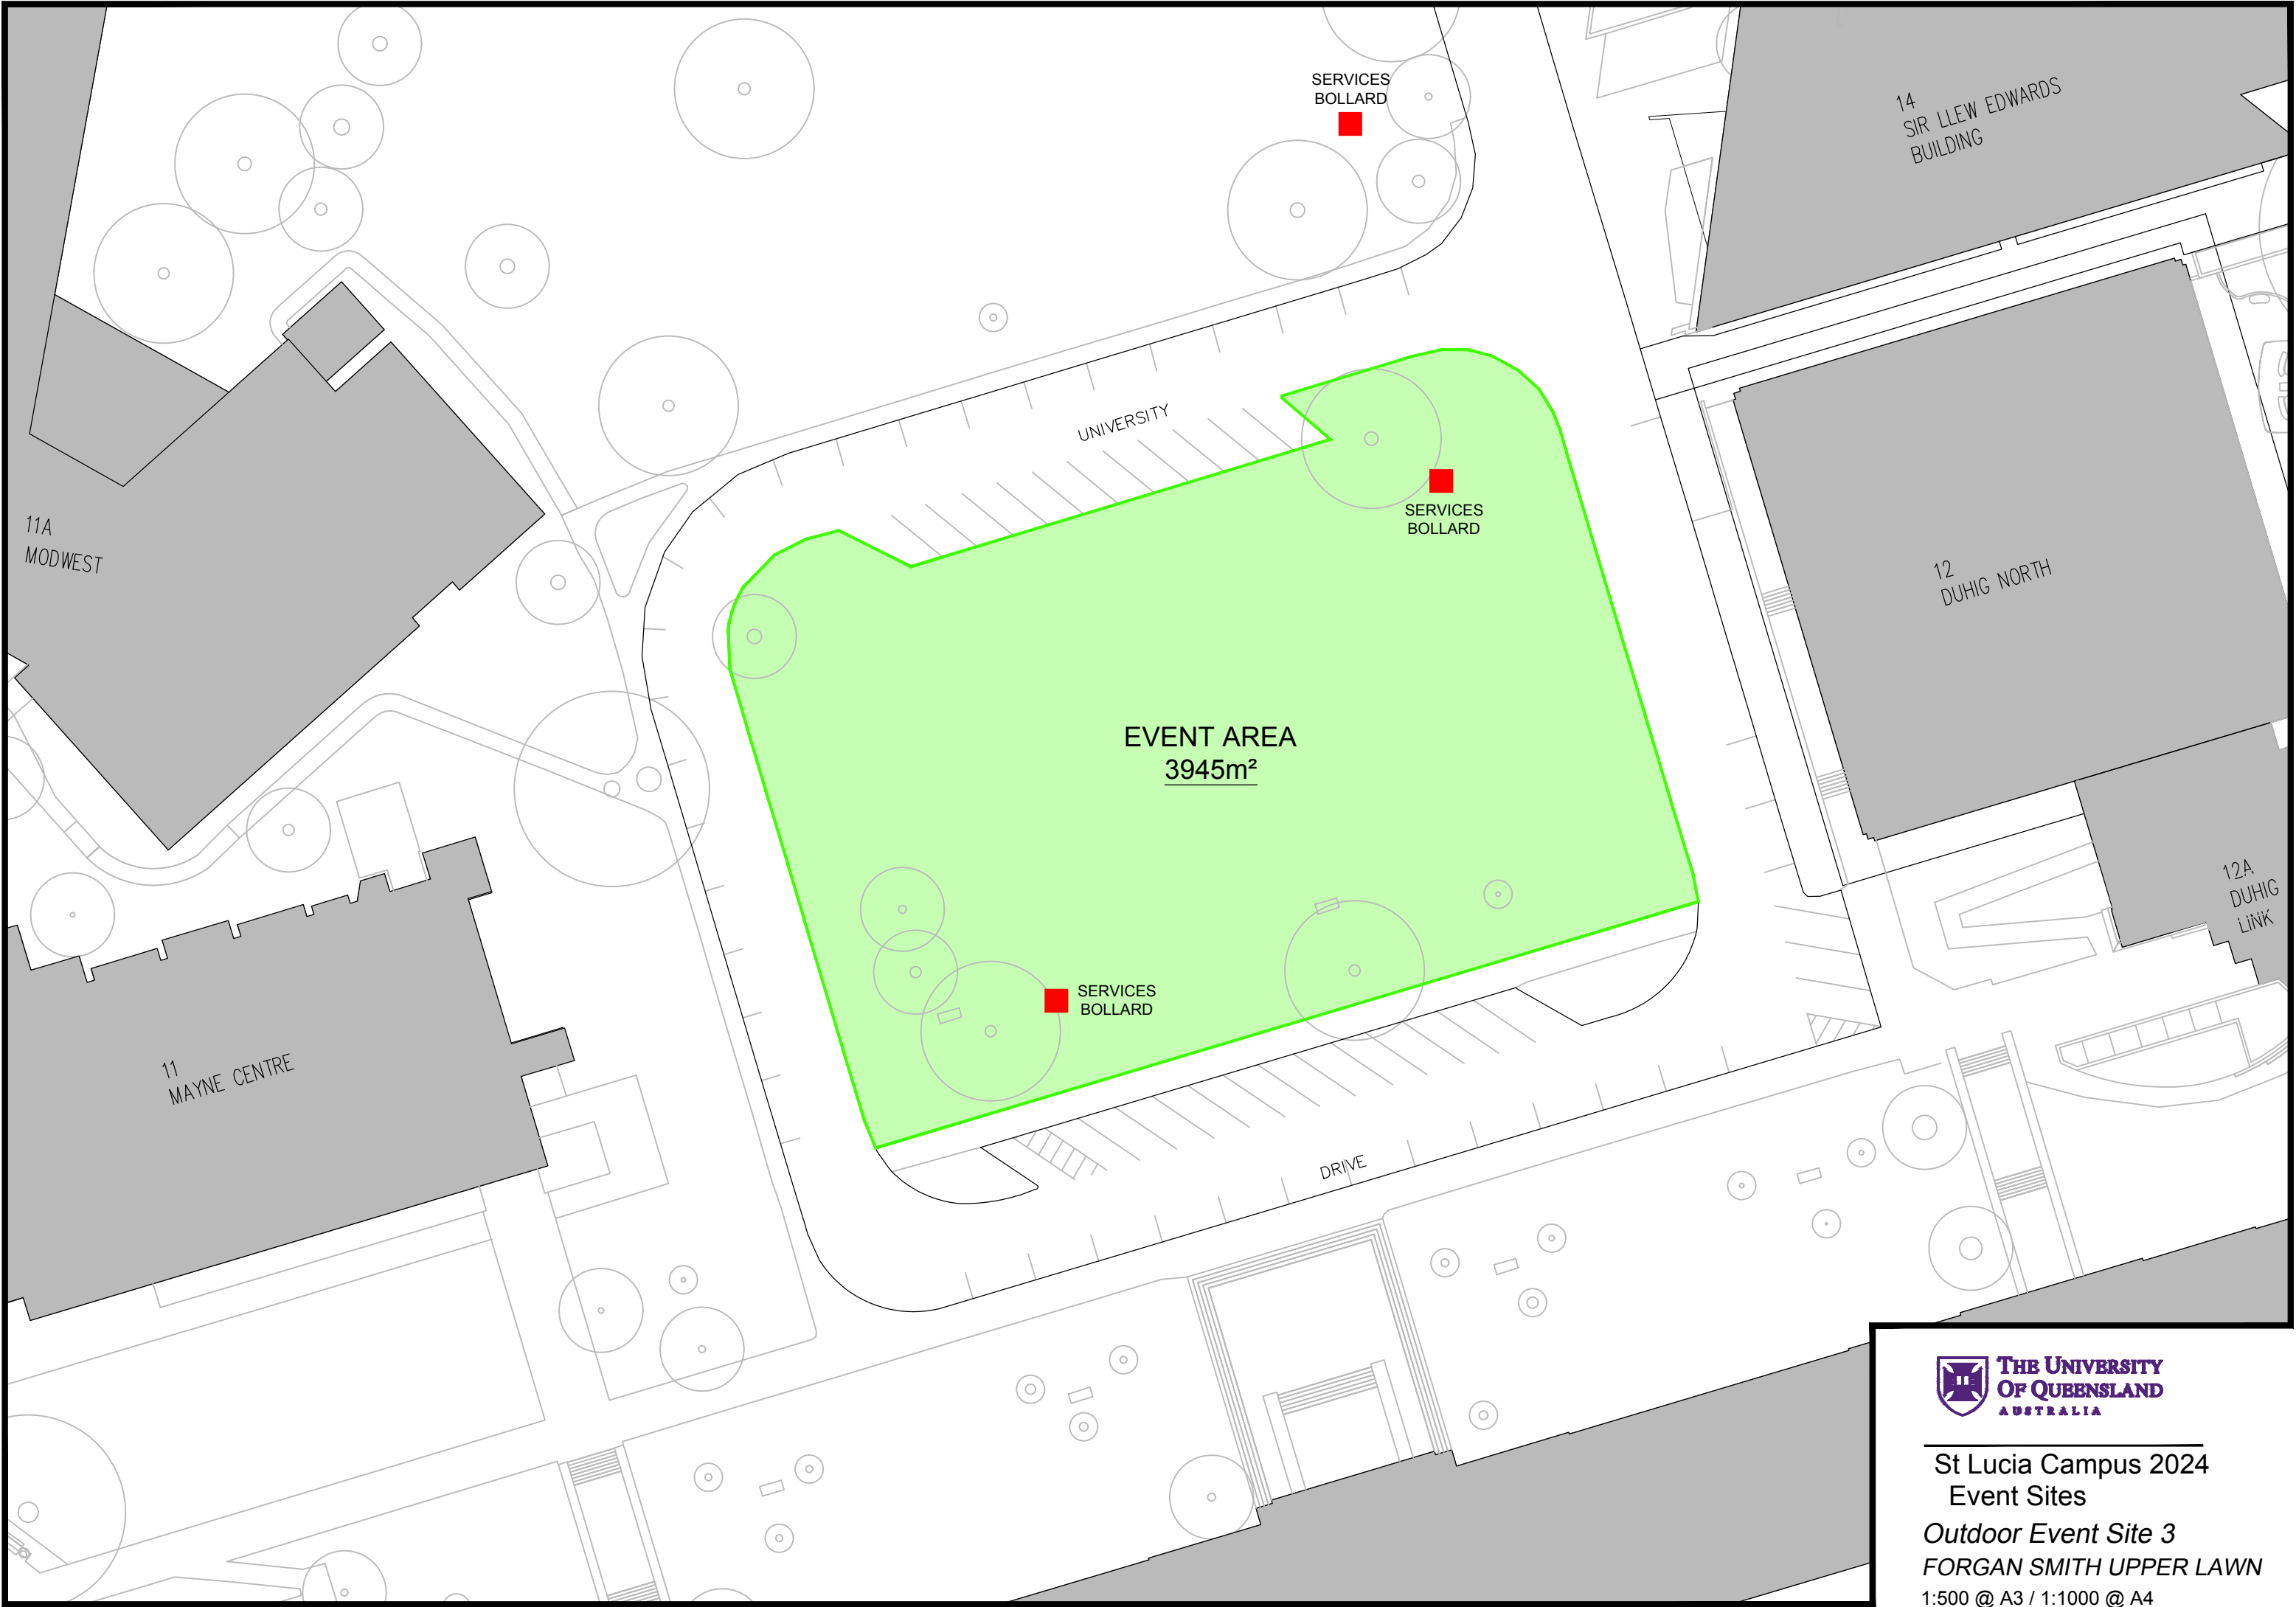 SERVICES
BOLLARD
14
SIR LLEW EDWARDS
BUILDING
UNIVERSITY
SERVICES
BOLLARD
11A
MODWEST
12
DUHIG NORTH
EVENT AREA
3945m²
12A
DUHIG
LINK
SERVICES
BOLLARD
11
MAYNE CENTRE
DRIVE
THE UNIVERSITY
OF QUEENSLAND
AUSTRALIA
St Lucia Campus 2024
Event Sites
Outdoor Event Site 3
FORGAN SMITH UPPER LAWN
1:500 @ A3 / 1:1000 @ A4